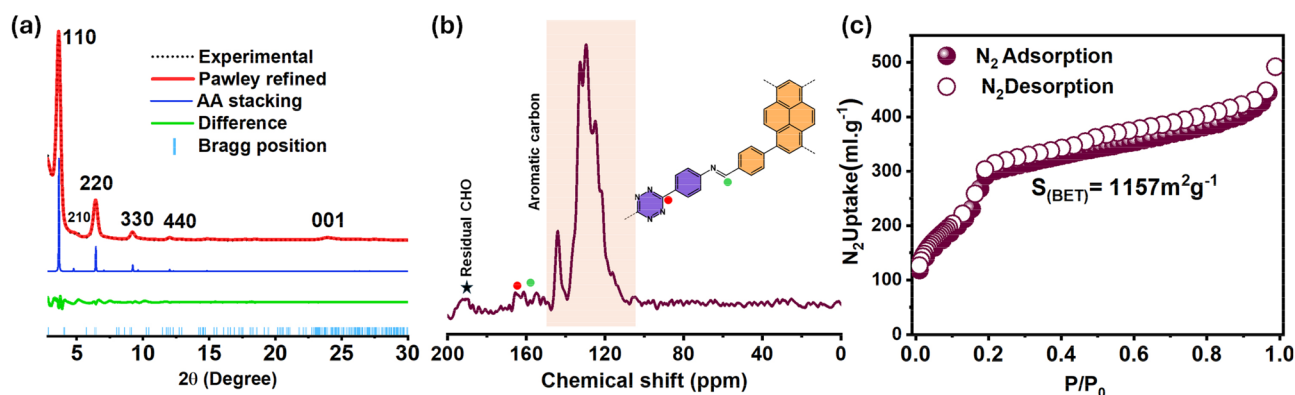 (a)
110
Experimental
Pawley refined
AA stacking
Difference
Bragg position
210
220
330
440
001
5
10
15
20
25
30
2θ (Degree)
(b)
★Residual CHO
Aromatic carbon
N N
N N
N
200
160
120
80
40
0
Chemical shift (ppm)
(c)
N₂ Adsorption
N₂Desorption
S(BET)= 1157m²g⁻¹
N₂Uptake(ml.g⁻¹)
500
400
300
200
100
0
0.0
0.2
0.4
0.6
0.8
1.0
P/P₀